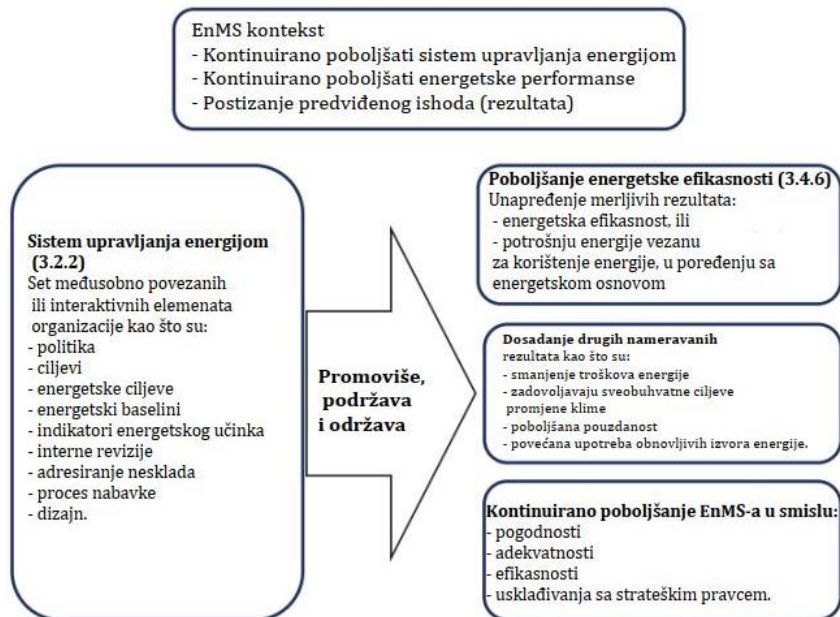 EnMS kontekst
- Kontinuirano poboljšati sistem upravljanja energijom
- Kontinuirano poboljšati energetske performanse
- Postizanje predviđenog ishoda (rezultata)
Sistem upravljanja energijom
(3.2.2)
Set međusobno povezanih
ili interaktivnih elemenata
organizacije kao što su:
- politika
- ciljevi
- energetske ciljeve
- energetski baselini
- indikatori energetskog učinka
- interne revizije
- adresiranje nesklada
- proces nabavke
- dizajn.
Promoviše,
podržava
i održava
Poboljšanje energetske efikasnosti (3.4.6)
Unapređenje merljivih rezultata:
- energetska efikasnost, ili
- potrošnju energije vezanu
za korištenje energije, u poređenju sa
energetskom osnovom
Dosadanje drugih nameravanih
rezultata kao što su:
- smanjenje troškova energije
- zadovoljavaju sveobuhvatne ciljeve
promjene klime
- poboljšana pouzdanost
- povećana upotreba obnovljivih izvora energije.
Kontinuirano poboljšanje EnMS-a u smislu:
- pogodnosti
- adekvatnosti
- efikasnosti
- usklađivanja sa strateškim pravcem.